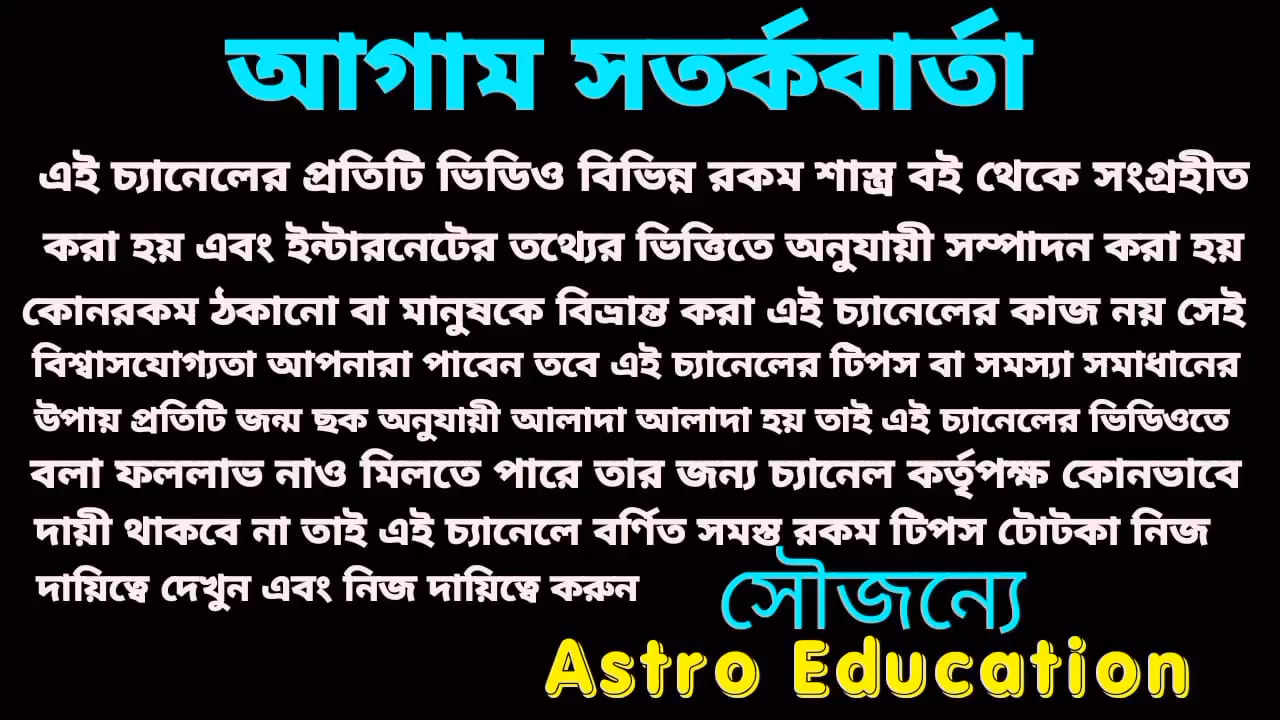 আগাম সতর্কবার্তা
এই চ্যানেলের প্রতিটি ভিডিও বিভিন্ন রকম শাস্ত্র বই থেকে সংগ্রহীত
করা হয় এবং ইন্টারনেটের তথ্যের ভিত্তিতে অনুযায়ী সম্পাদন করা হয়
কোনরকম ঠকানো বা মানুষকে বিভ্রান্ত করা এই চ্যানেলের কাজ নয় সেই
বিশ্বাসযোগ্যতা আপনারা পাবেন তবে এই চ্যানেলের টিপস বা সমস্যা সমাধানের
উপায় প্রতিটি জন্ম ছক অনুযায়ী আলাদা আলাদা হয় তাই এই চ্যানেলের ভিডিওতে
বলা ফললাভ নাও মিলতে পারে তার জন্য চ্যানেল কর্তৃপক্ষ কোনভাবে
দায়ী থাকবে না তাই এই চ্যানেলে বর্ণিত সমস্ত রকম টিপস টোটকা নিজ
দায়িত্বে দেখুন এবং নিজ দায়িত্বে করুন
সৌজন্যে
Astro Education